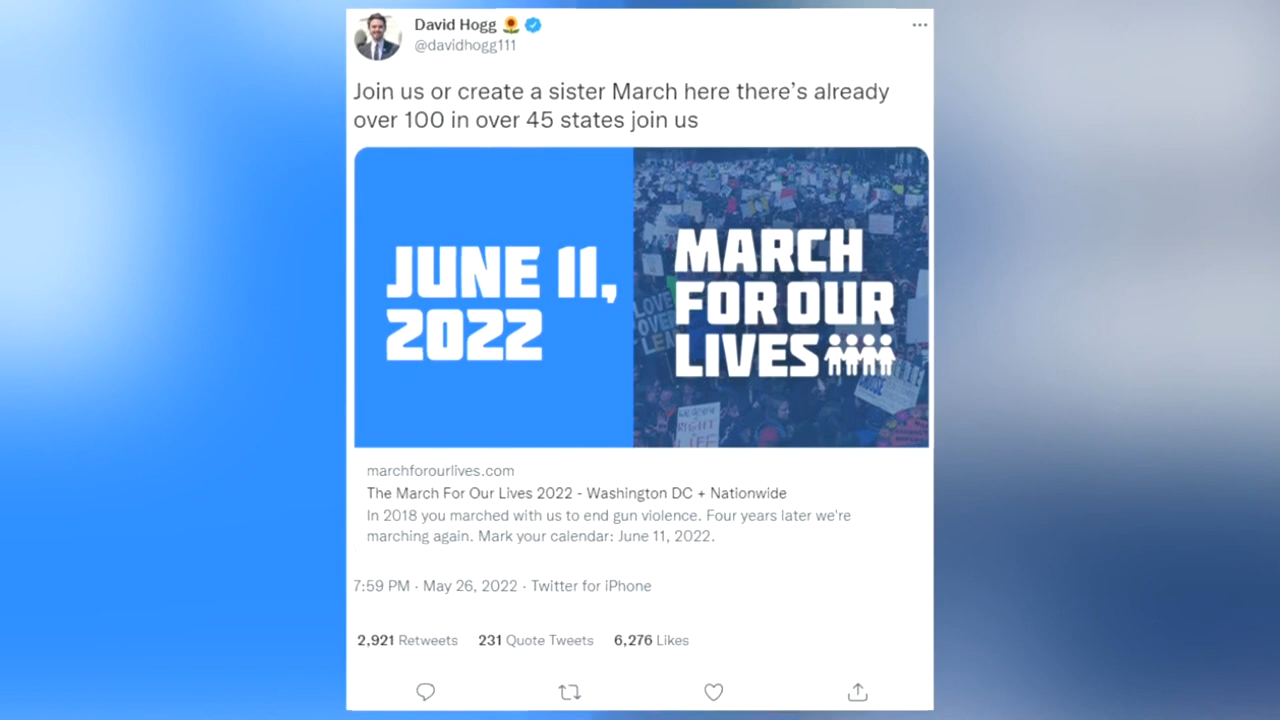 David Hogg 🌻
@davidhogg111
Join us or create a sister March here there’s already
over 100 in over 45 states join us
JUNE 11,
2022
MARCH
FOR OUR
LIVES
LOVE
OVER
RIGHT
LIFE
marchforourlives.com
The March For Our Lives 2022 - Washington DC + Nationwide
In 2018 you marched with us to end gun violence. Four years later we're
marching again. Mark your calendar: June 11, 2022.
7:59 PM · May 26, 2022 · Twitter for iPhone
2,921 Retweets 231 Quote Tweets 6,276 Likes